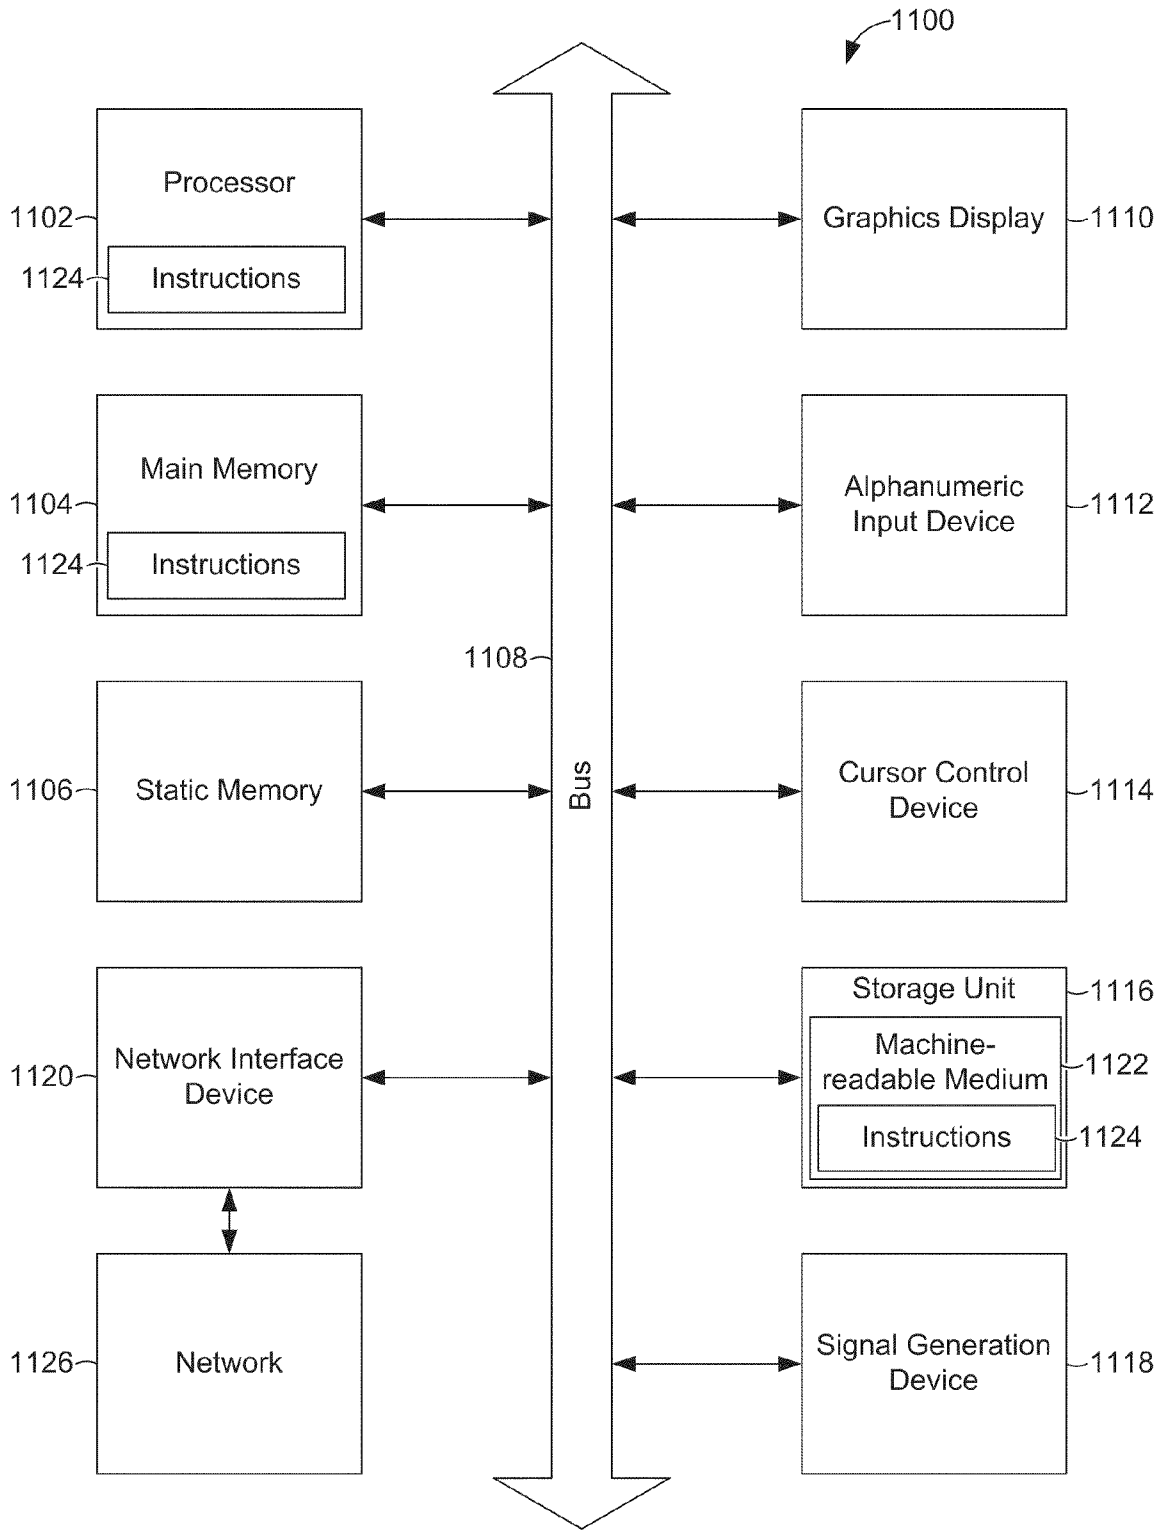 1100
Processor
1102
1124
Instructions
Graphics Display
1110
Main Memory
1104
1124
Instructions
Alphanumeric
Input Device
1112
1108
Bus
Static Memory
1106
Cursor Control
Device
1114
Network Interface
Device
1120
Storage Unit
1116
Machine-
readable Medium
1122
Instructions
1124
Network
1126
Signal Generation
Device
1118